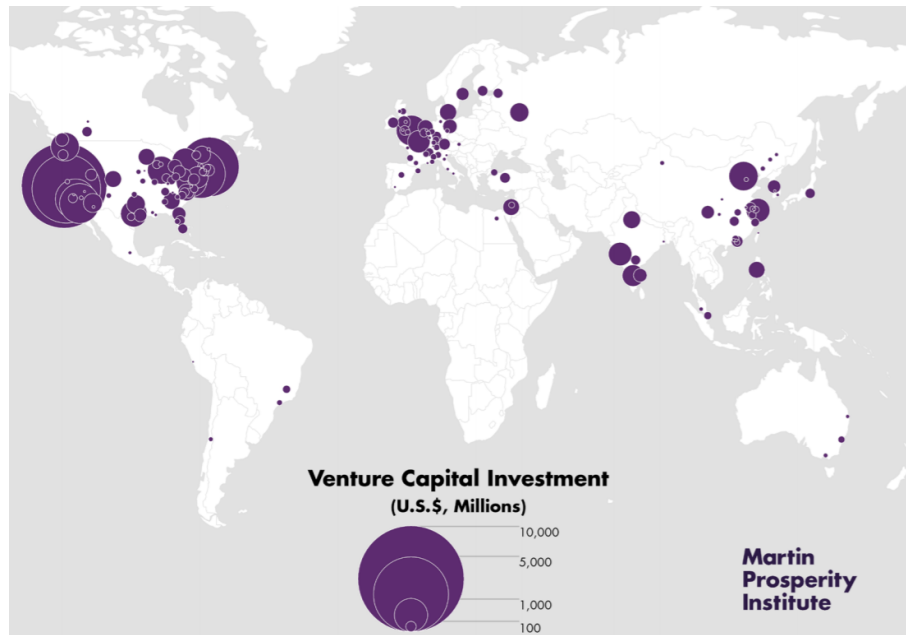 Venture Capital Investment
(U.S.$, Millions)
10,000
5,000
1,000
100
Martin
Prosperity
Institute